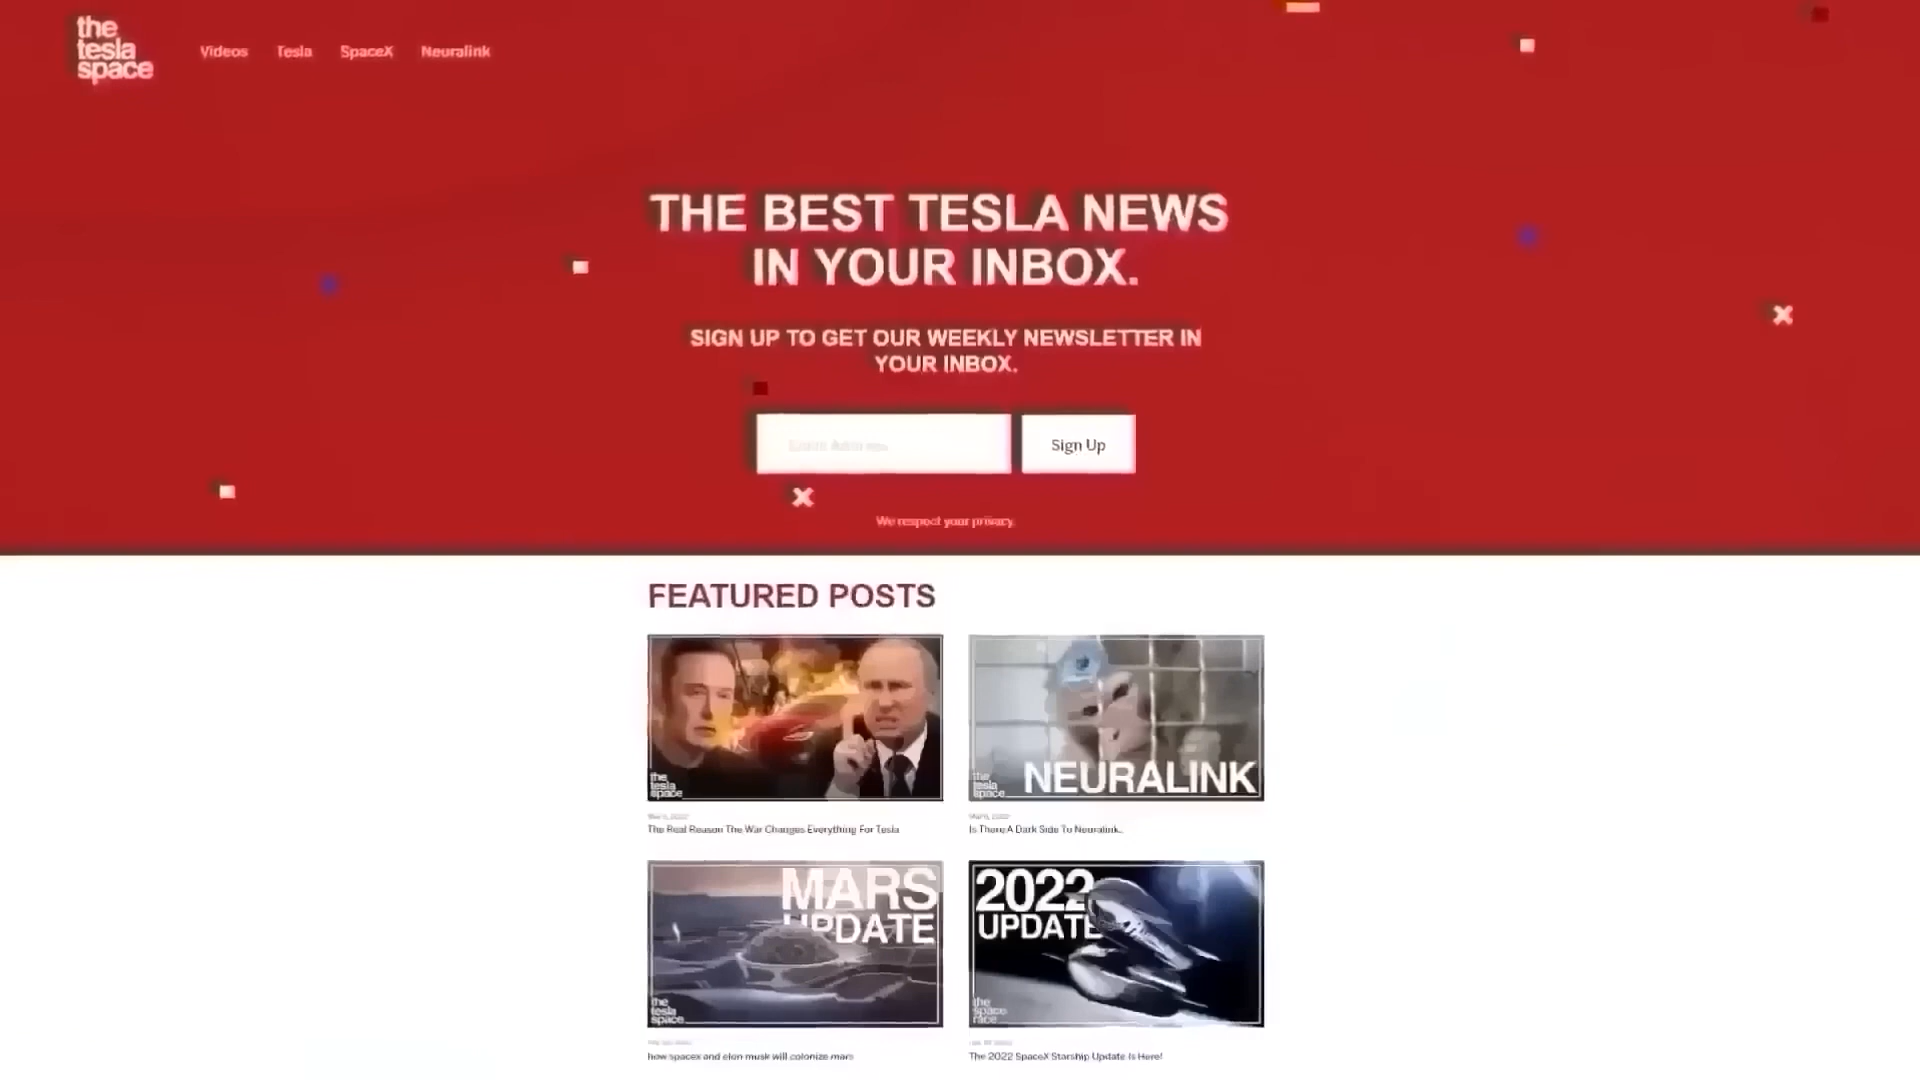 the
tesla
space
Videos Tesla SpaceX Neuralink
THE BEST TESLA NEWS
IN YOUR INBOX.
SIGN UP TO GET OUR WEEKLY NEWSLETTER IN
YOUR INBOX.
Sign Up
We respect your privacy.
FEATURED POSTS
the
tesla
space
The Real Reason The War Changes Everything For Tesla
the
tesla
space
NEURALINK
Is There A Dark Side To Neuralink..
MARS
UPDATE
the
tesla
space
how spacex and elon musk will colonize mars
2022
UPDATE
the
space
race
The 2022 SpaceX Starship Update Is Here!